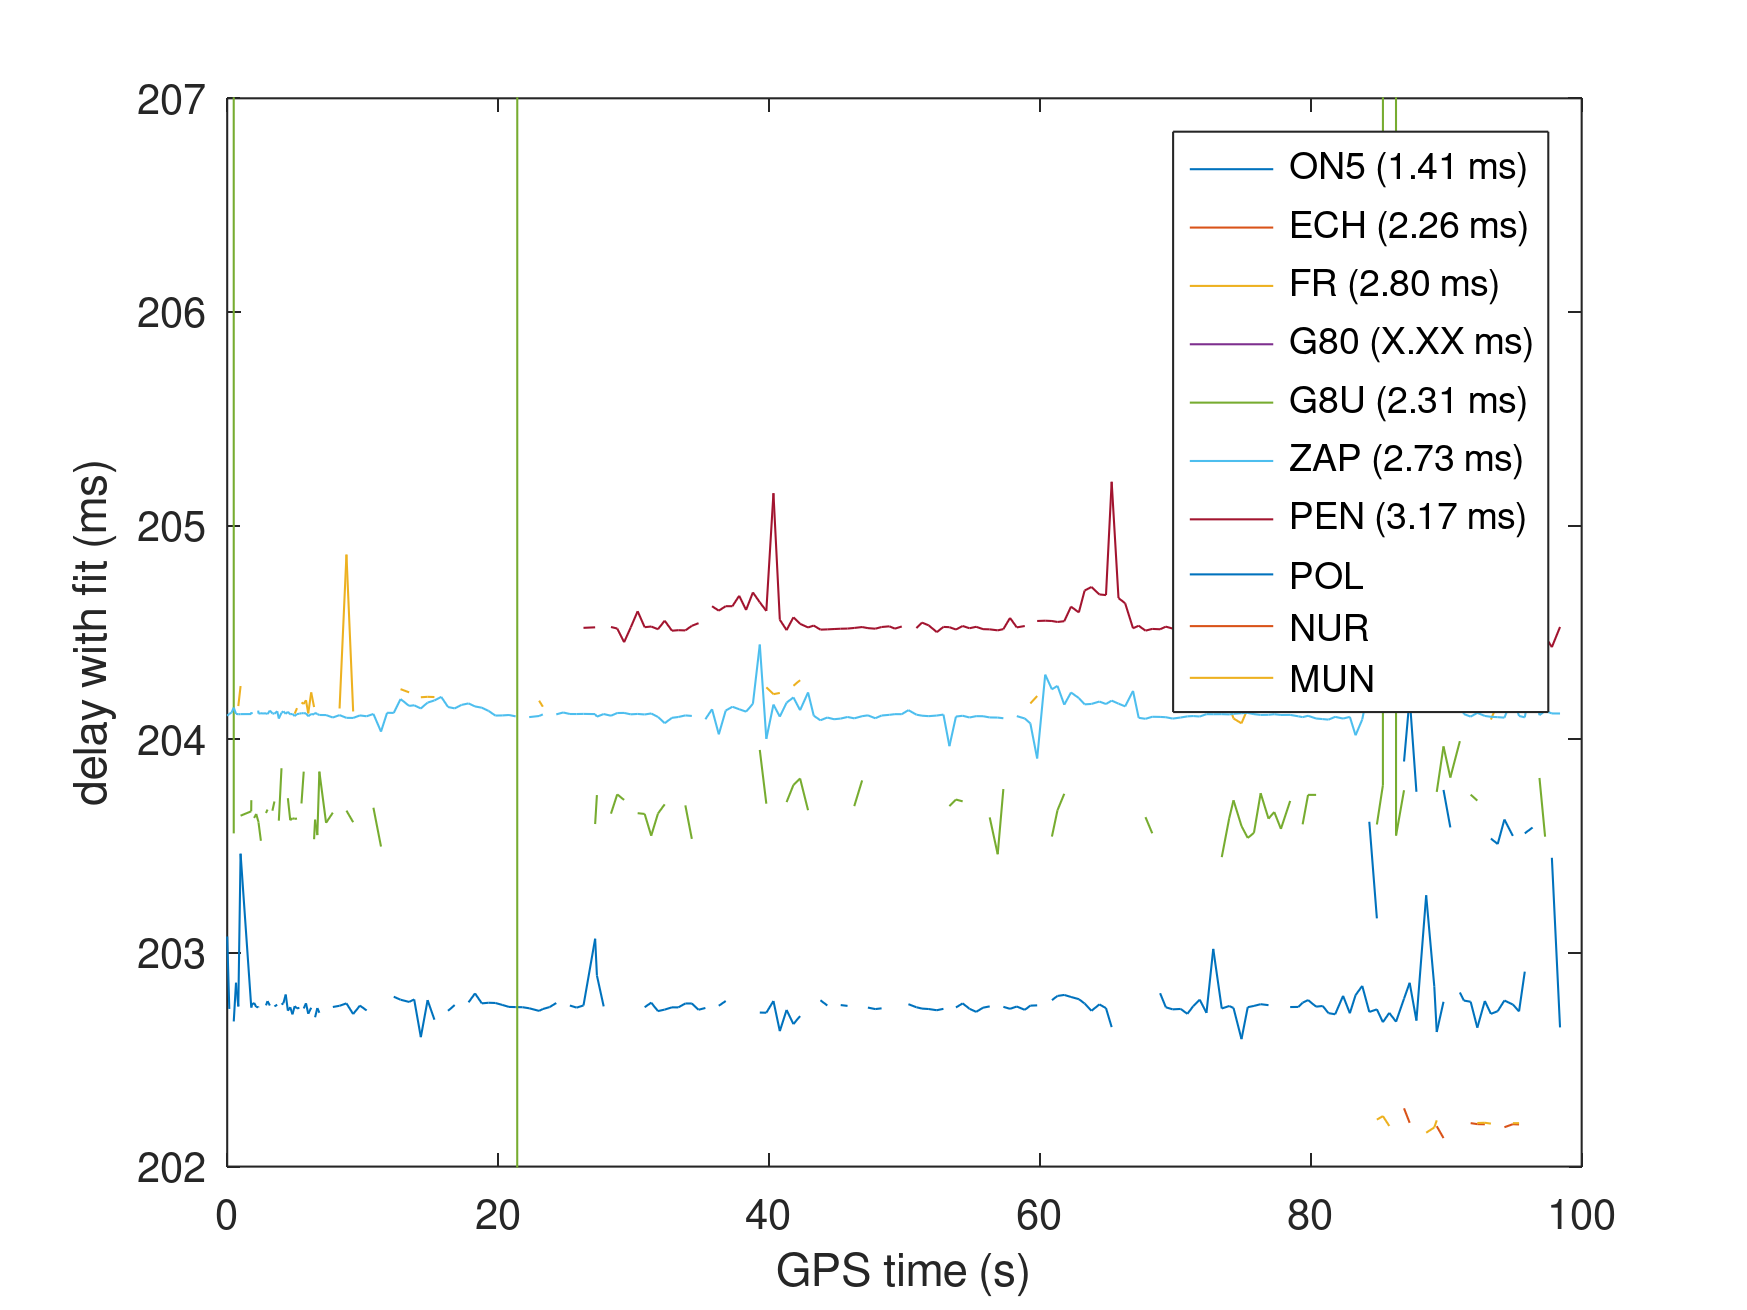 207
206
205
204
203
202
delay with fit (ms)
ON5 (1.41 ms)
ECH (2.26 ms)
FR (2.80 ms)
G80 (X.XX ms)
G8U (2.31 ms)
ZAP (2.73 ms)
PEN (3.17 ms)
POL
NUR
MUN
0 20 40 60 80 100
GPS time (s)